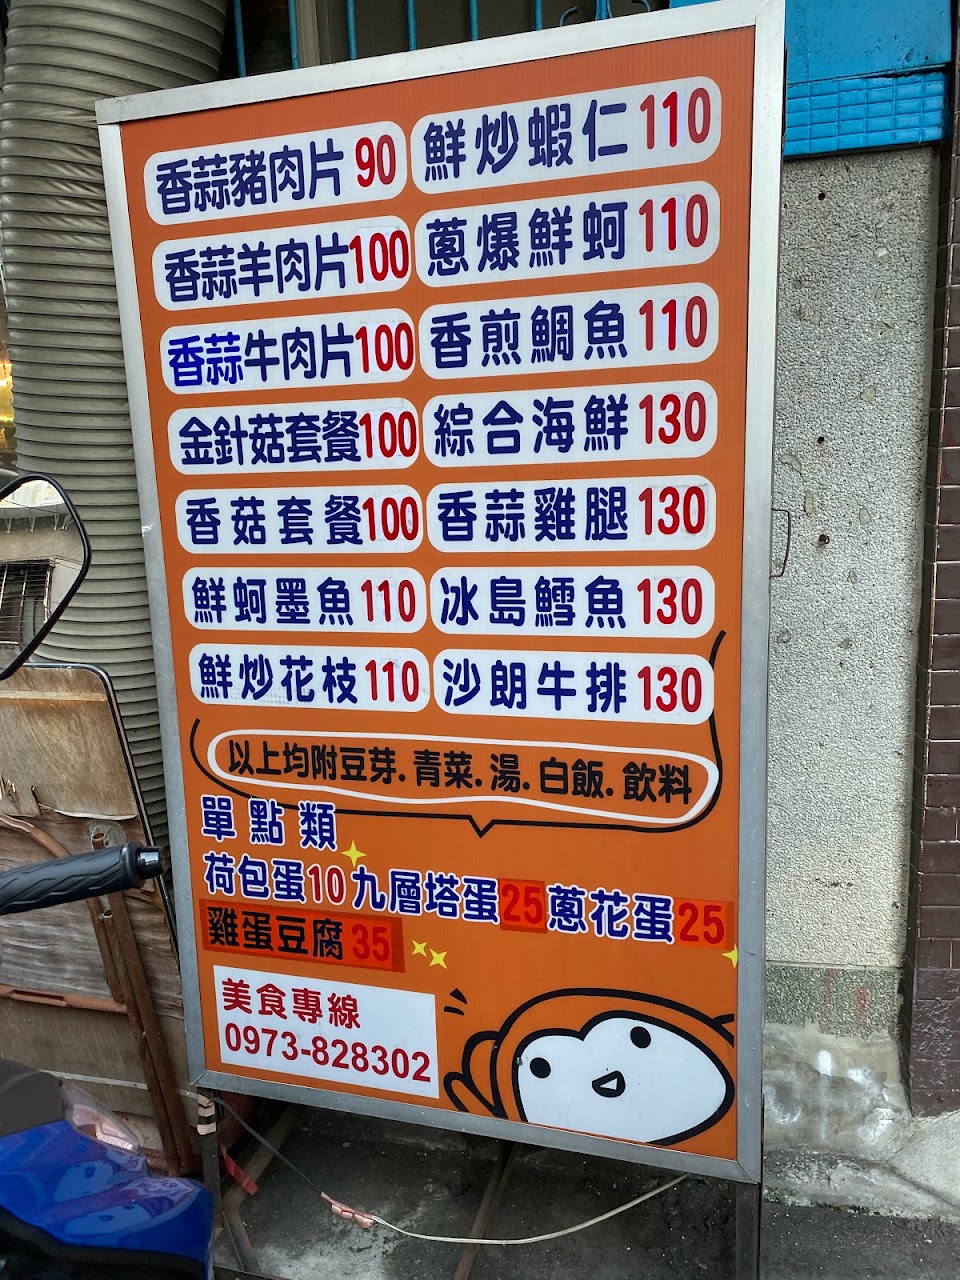 香蒜豬肉片 90
香蒜羊肉片100
香蒜牛肉片100
金針菇套餐100
香菇套餐100
鮮蚵墨魚110
鮮炒花枝110
鮮炒蝦仁110
蔥爆鮮蚵110
香煎鯛魚110
綜合海鮮130
香蒜雞腿130
冰島鱈魚130
沙朗牛排130
以上均附豆芽.青菜.湯.白飯.飲料
單點類
荷包蛋10九層塔蛋25蔥花蛋25
雞蛋豆腐35
美食專線
0973-828302